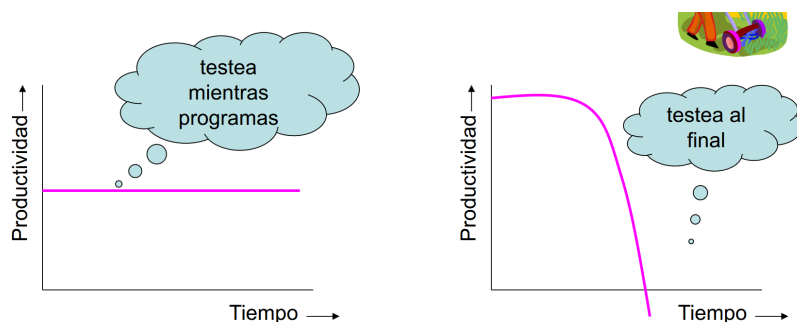 testea
mientras
programas
Productividad
Tiempo
testea al
final
Productividad
Tiempo